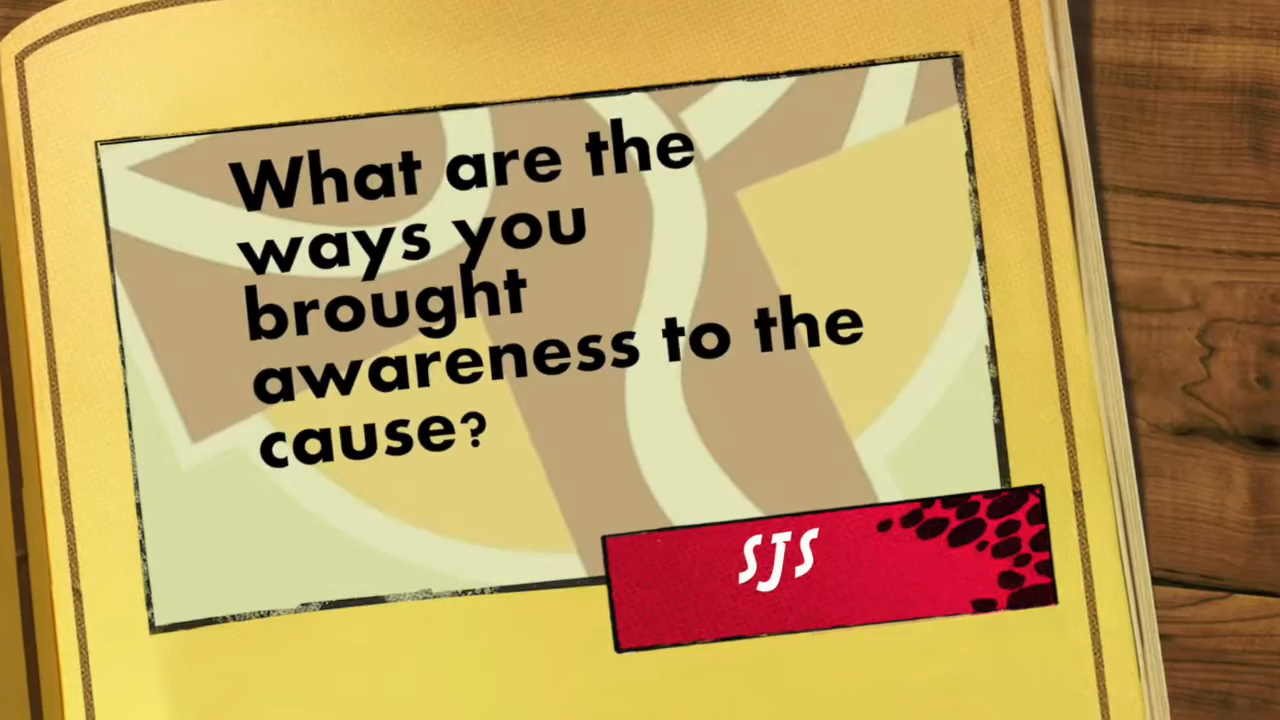 What are the
ways you
brought
awareness to the
cause?
SJS